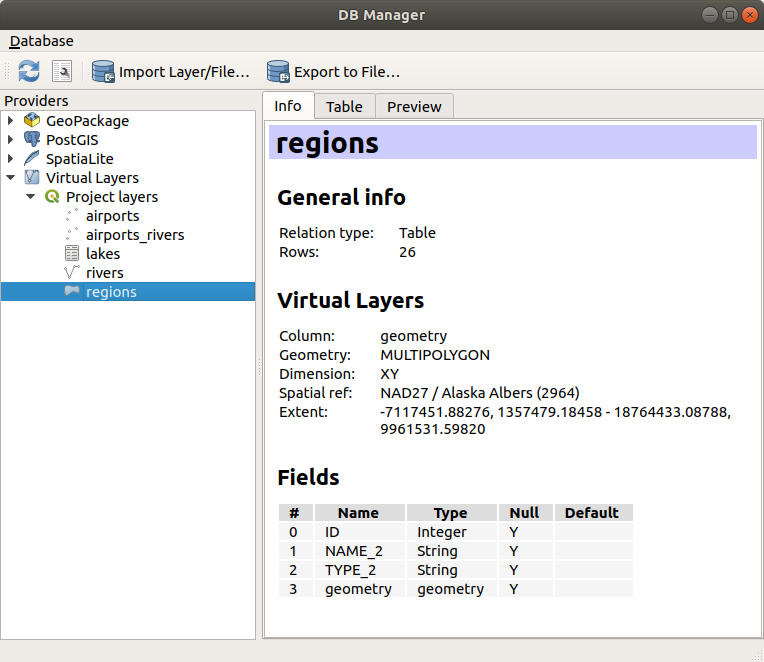 DB Manager
Database
Import Layer/File...
Export to File...
Providers
GeoPackage
PostGIS
SpatiaLite
Virtual Layers
Project layers
airports
airports_rivers
lakes
rivers
regions
Info Table Preview
regions
General info
Relation type: Table
Rows: 26
Virtual Layers
Column: geometry
Geometry: MULTIPOLYGON
Dimension: XY
Spatial ref: NAD27 / Alaska Albers (2964)
Extent: -7117451.88276, 1357479.18458 - 18764433.08788,
9961531.59820
Fields
# Name Type Null Default
0 ID Integer Y
1 NAME_2 String Y
2 TYPE_2 String Y
3 geometry geometry Y